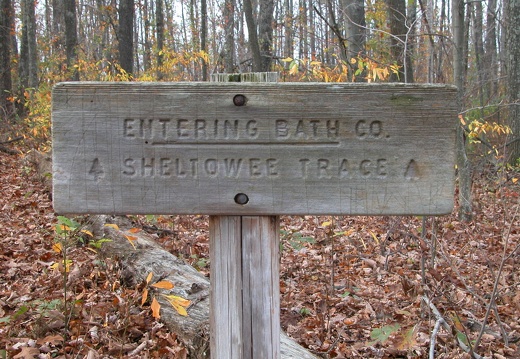 ENTERING BATH CO.
SHELTOWEE TRACE